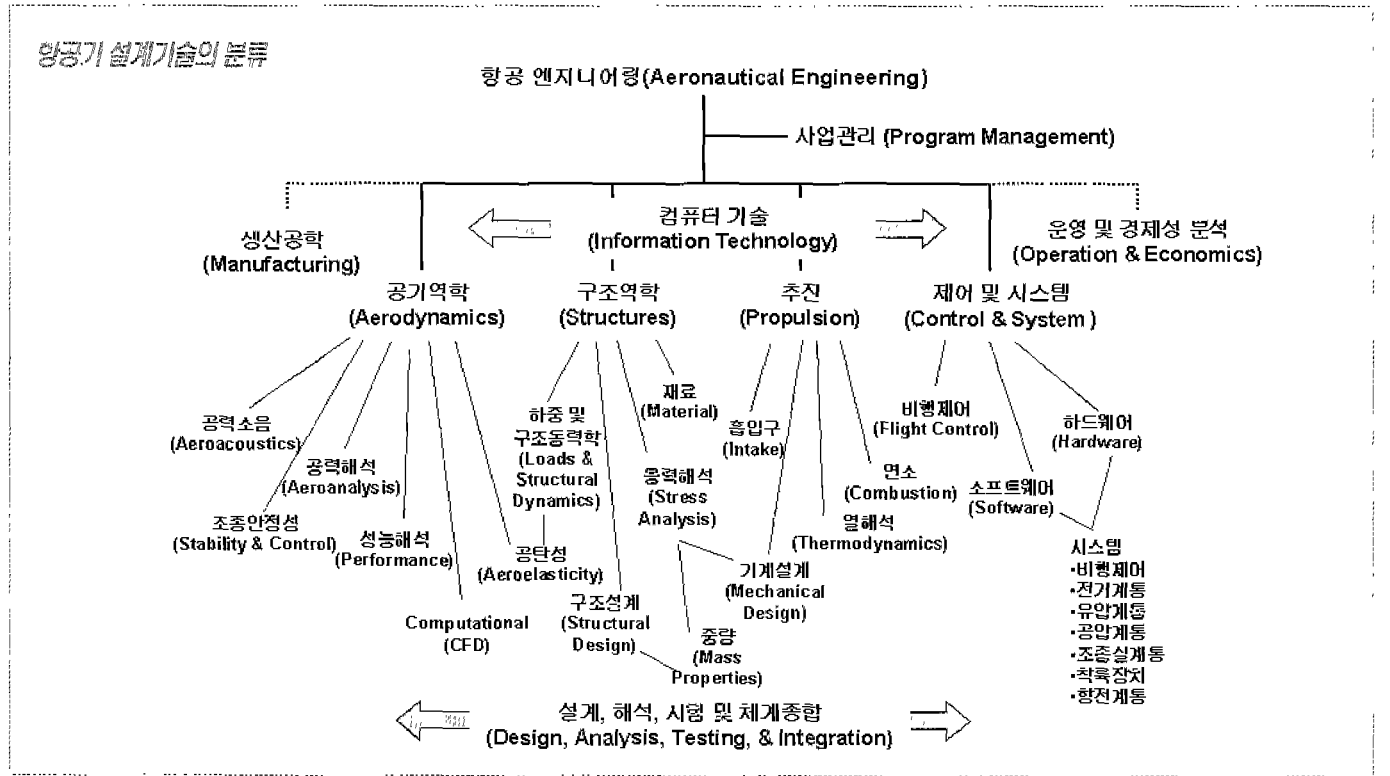 항공기 설계기술의 분류
항공 엔지니어링(Aeronautical Engineering)
사업관리 (Program Management)
컴퓨터 기술
(Information Technology)
생산공학
(Manufacturing)
운영 및 경제성 분석
(Operation & Economics)
공기역학
(Aerodynamics)
구조역학
(Structures)
추진
(Propulsion)
제어 및 시스템
(Control & System )
공력소음
(Aeroacoustics)
공력해석
(Aeroanalysis)
조종안정성
(Stability & Control)
성능해석
(Performance)
Computational
(CFD)
공탄성
(Aeroelasticity)
하중 및
구조동력학
(Loads &
Structural
Dynamics)
재료
(Material)
응력해석
(Stress
Analysis)
구조설계
(Structural
Design)
중량
(Mass
Properties)
흡입구
(Intake)
기계설계
(Mechanical
Design)
연소
(Combustion)
열해석
(Thermodynamics)
비행제어
(Flight Control)
소프트웨어
(Software)
하드웨어
(Hardware)
시스템
·비행제어
·전기계통
·유압계통
·공압계통
·조종실계통
·착륙장치
·항전계통
설계, 해석, 시험 및 체계종합
(Design, Analysis, Testing, & Integration)